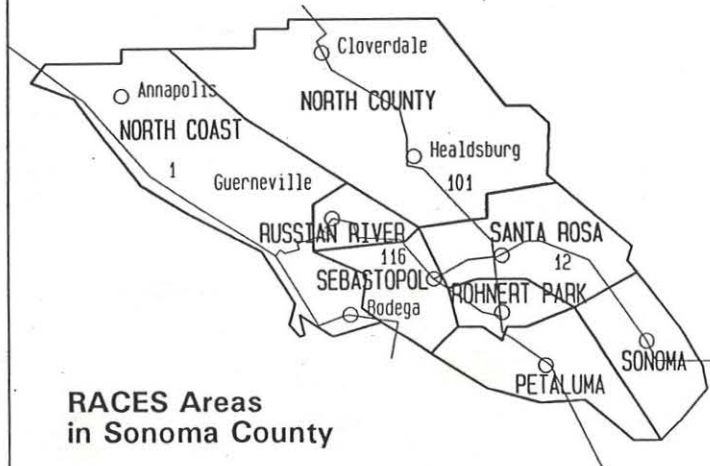 Cloverdale
Annapolis
NORTH COUNTY
NORTH COAST
Healdsburg
1
Guerneville
101
RUSSIAN RIVER
SANTA ROSA
116
12
SEBASTOPOL
ROHNERT PARK
Bodega
SONOMA
PETALUMA
RACES Areas
in Sonoma County